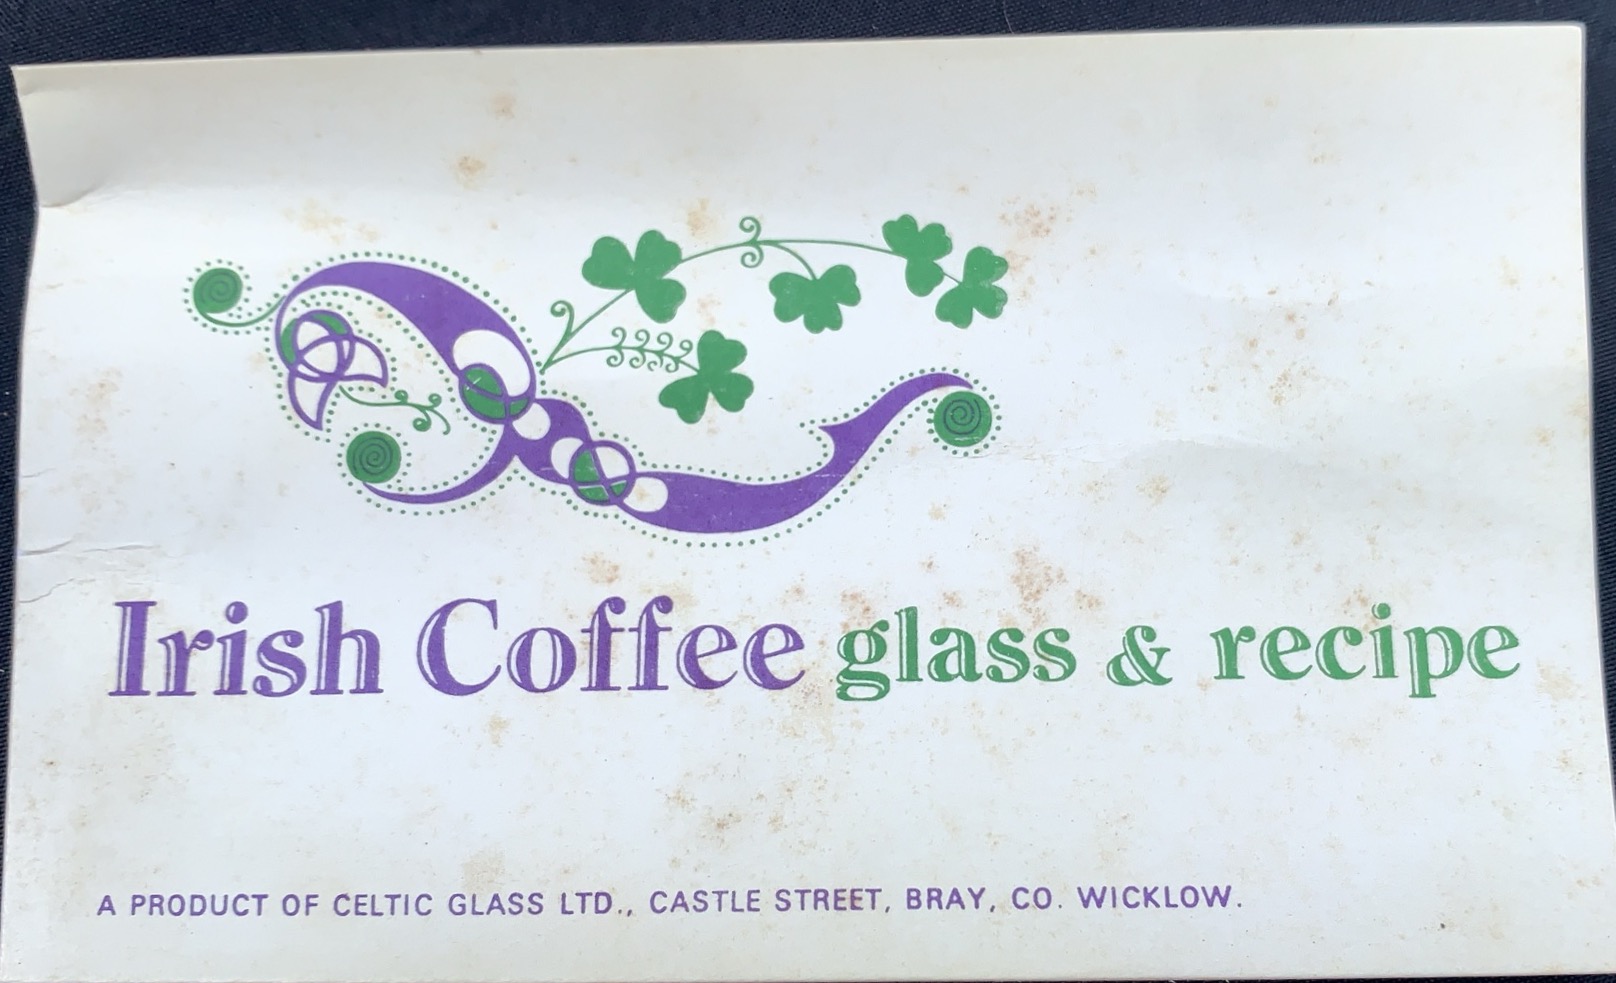 Irish Coffee glass & recipe
A PRODUCT OF CELTIC GLASS LTD., CASTLE STREET, BRAY, CO. WICKLOW.